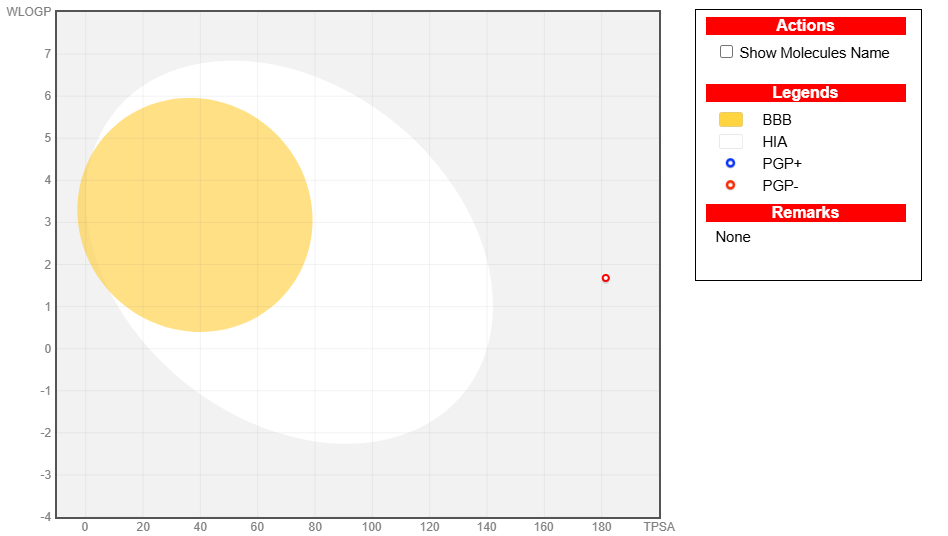 WLOGP
7
6
5
4
3
2
1
0
-1
-2
-3
-4
0 20 40 60 80 100 120 140 160 180 TPSA
Actions
Show Molecules Name
Legends
BBB
HIA
PGP+
PGP-
Remarks
None